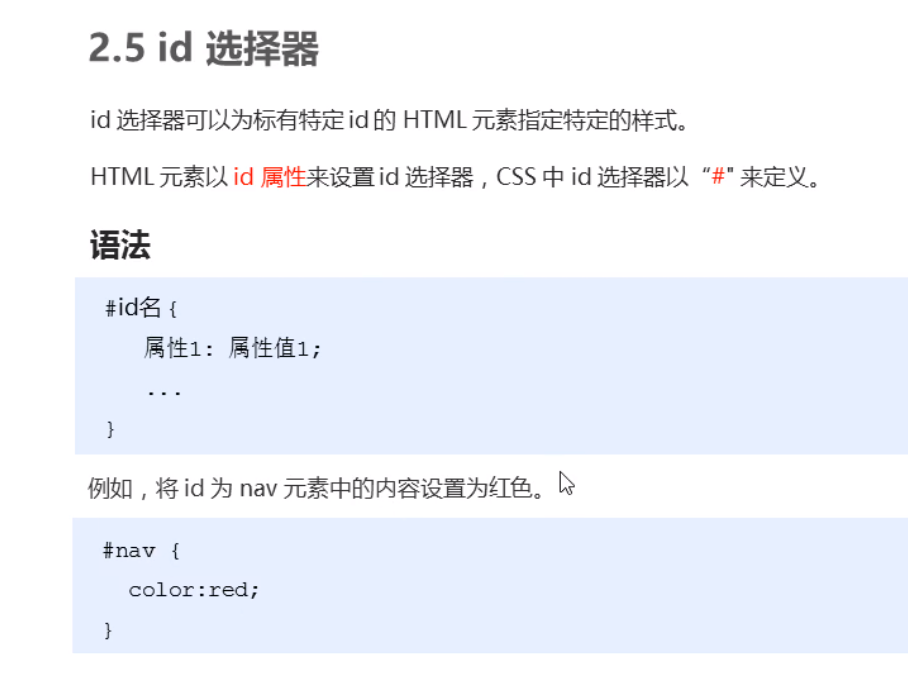 2.5 id 选择器
id 选择器可以为标有特定 id 的 HTML 元素指定特定的样式。
HTML 元素以 id 属性来设置 id 选择器，CSS 中 id 选择器以“#" 来定义。
语法
#id名 {
属性1: 属性值1;
...
}
例如，将 id 为 nav 元素中的内容设置为红色。
#nav {
color:red;
}